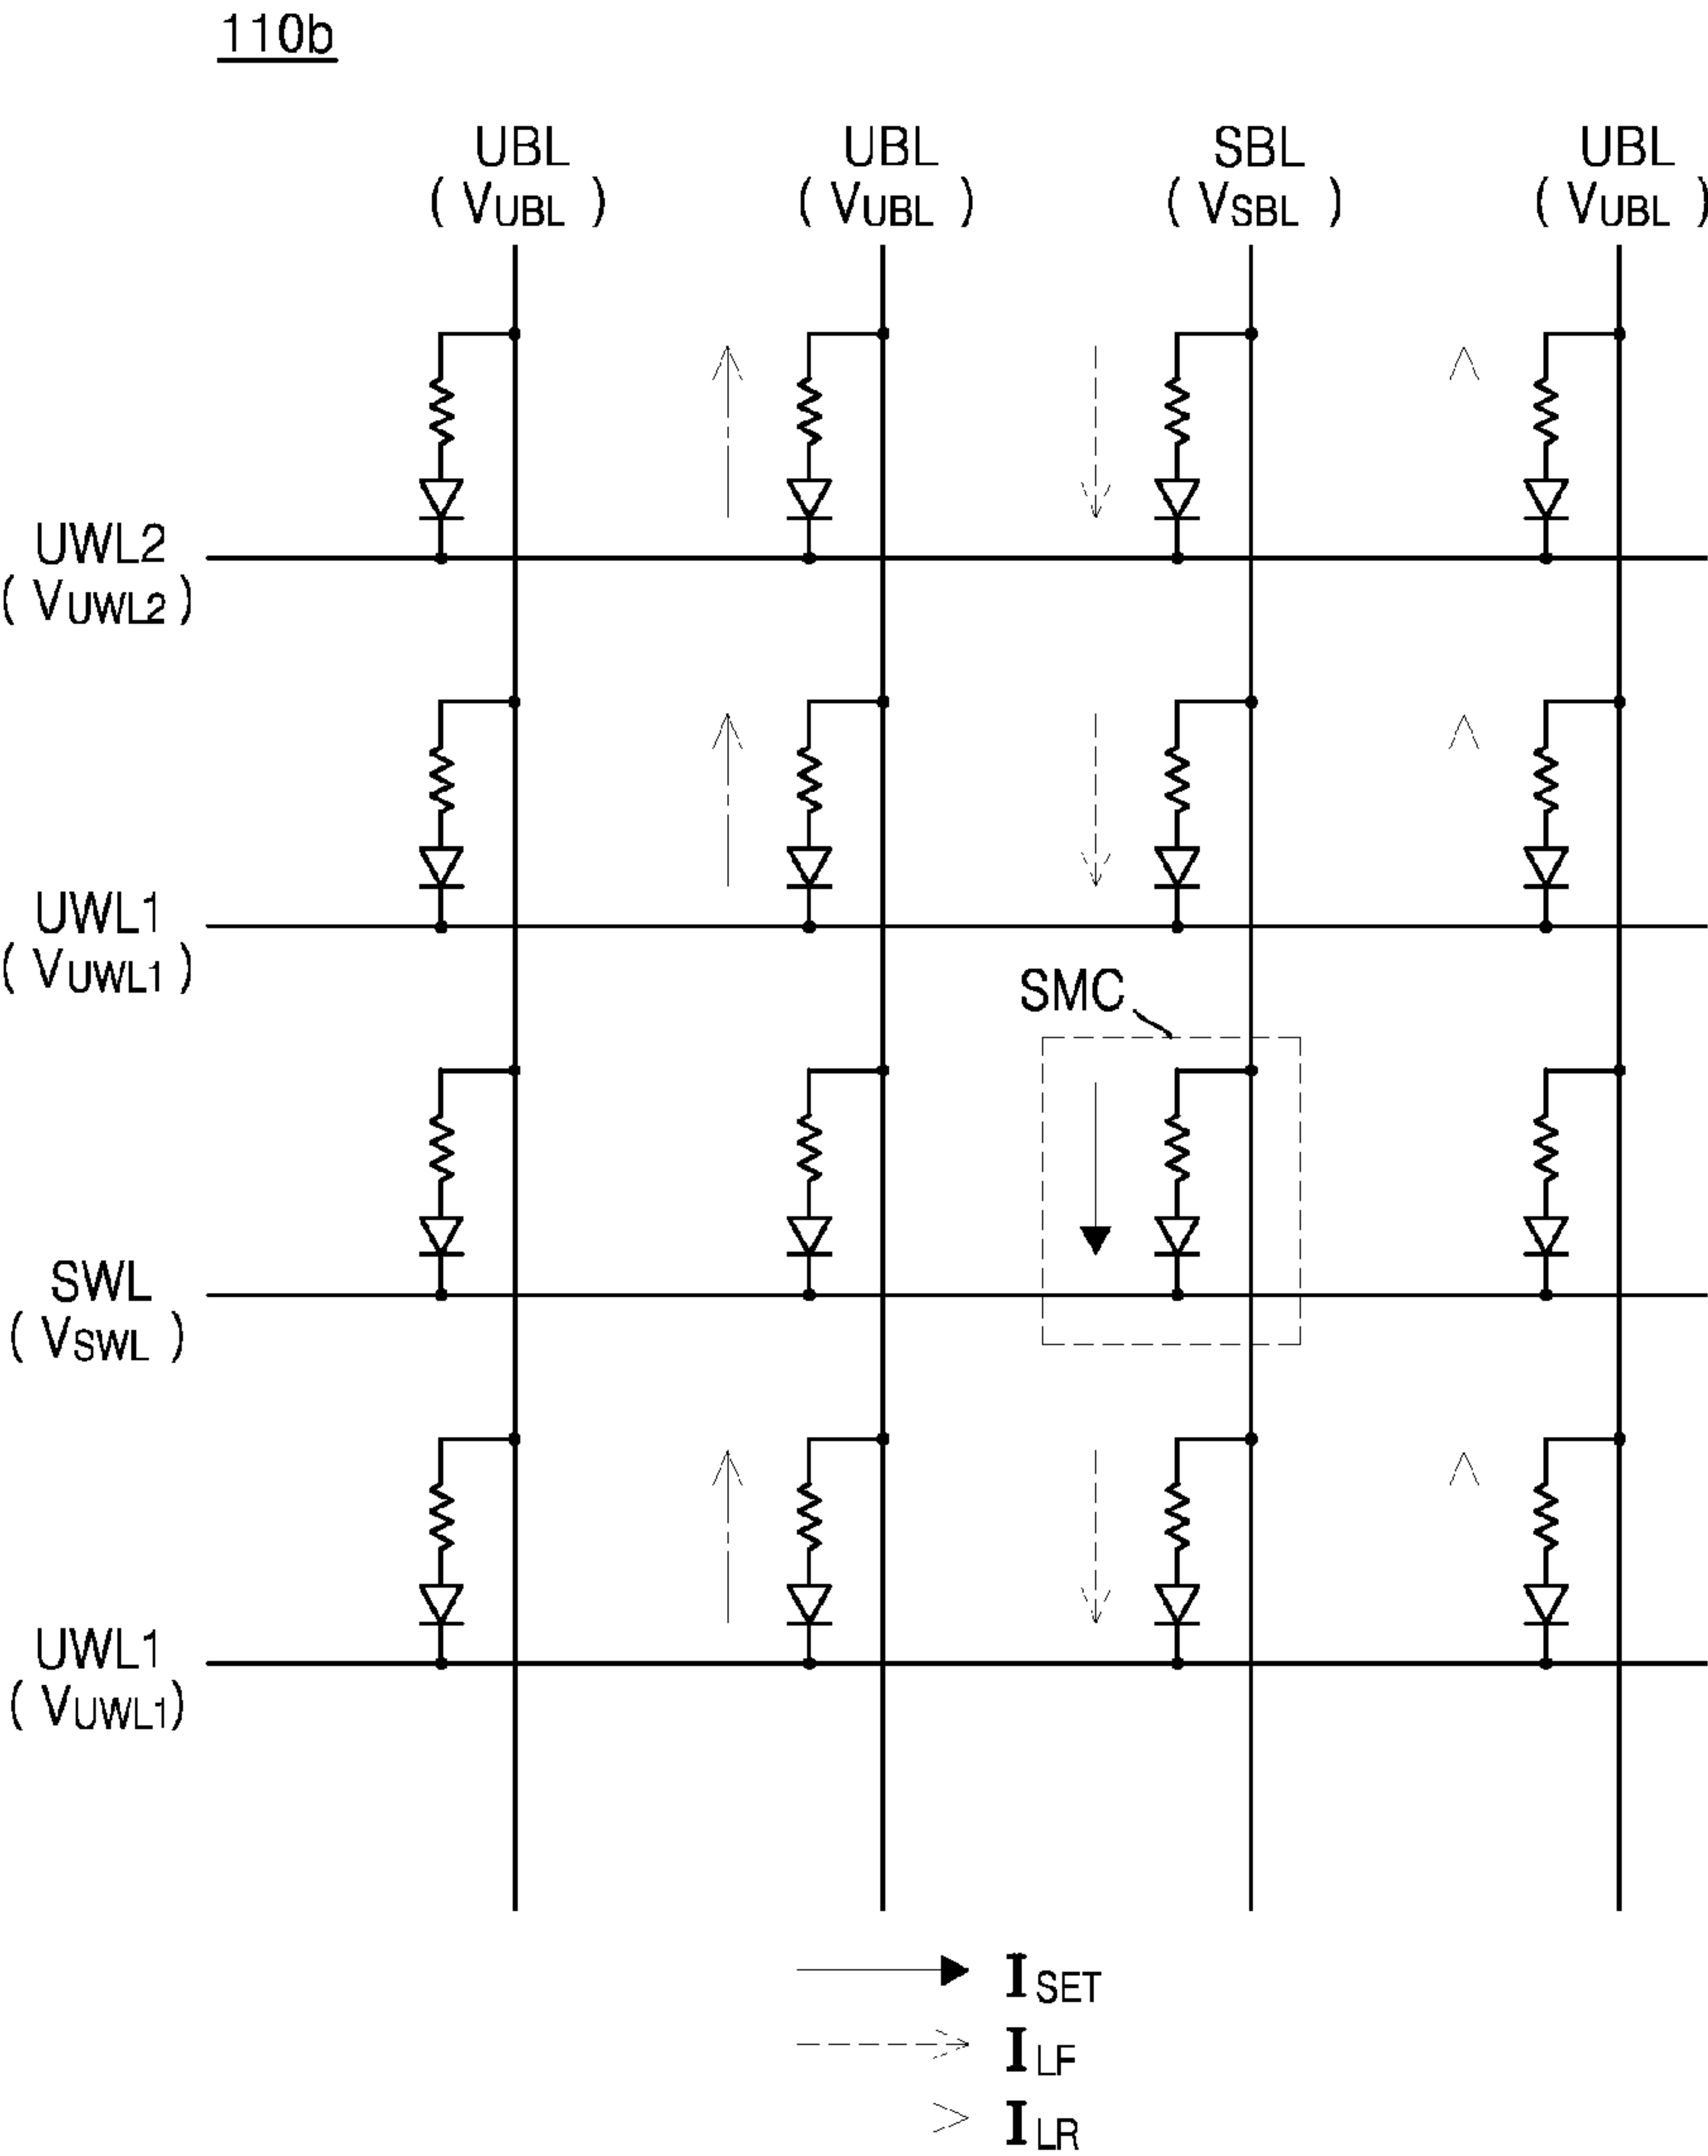 110b
UBL UBL SBL UBL
(VUBL) (VUBL) (VSBL) (VUBL)
UWL2
(VUWL2)
UWL1
(VUWL1)
SMC
SWL
(VSWL)
UWL1
(VUWL1)
ISET
ILF
ILR